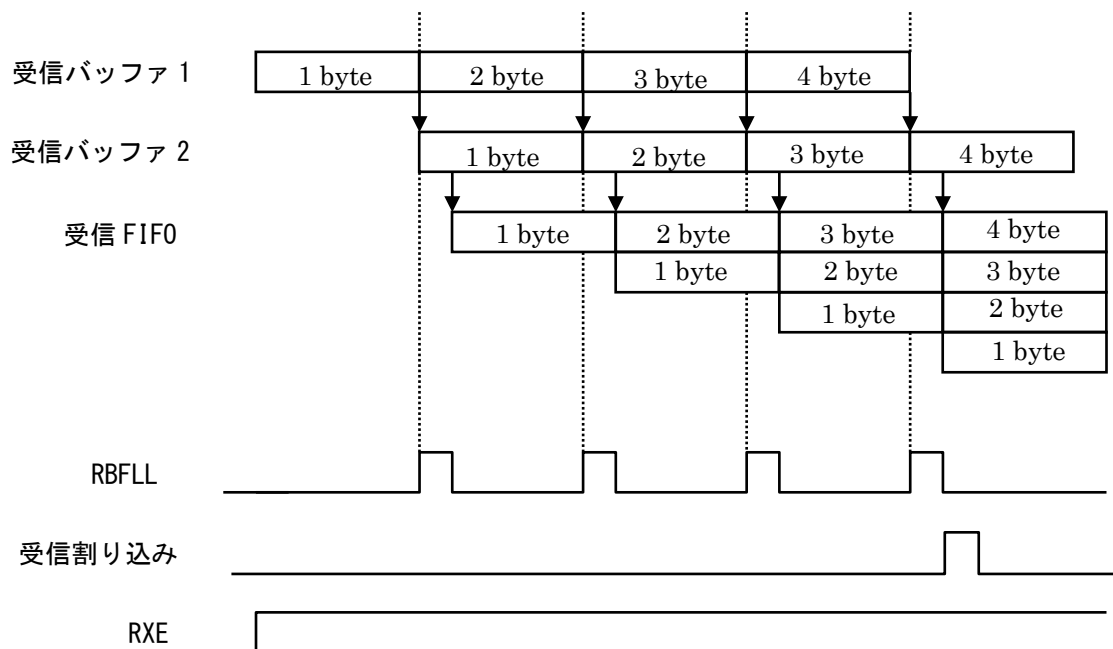 受信バッファ 1
1 byte 2 byte 3 byte 4 byte
受信バッファ 2
1 byte 2 byte 3 byte 4 byte
受信 FIFO
1 byte 2 byte 3 byte 4 byte
1 byte 2 byte 3 byte
1 byte 2 byte
1 byte
RBFLL
受信割り込み
RXE